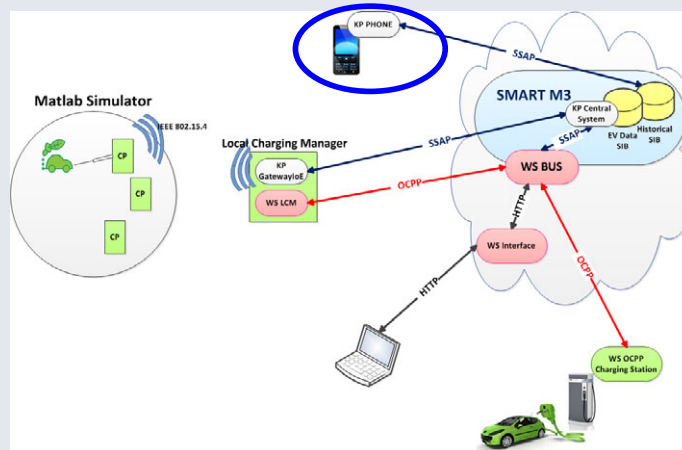 KP PHONE
SSAP
Matlab Simulator
IEEE 802.15.4
CP
CP
CP
Local Charging Manager
KP
GatewayIoE
WS LCM
SSAP
OCPP
SMART M3
KP Central
System
EV Data
SIB
Historical
SIB
SSAP
WS BUS
HTTP
WS Interface
HTTP
OCPP
WS OCPP
Charging Station